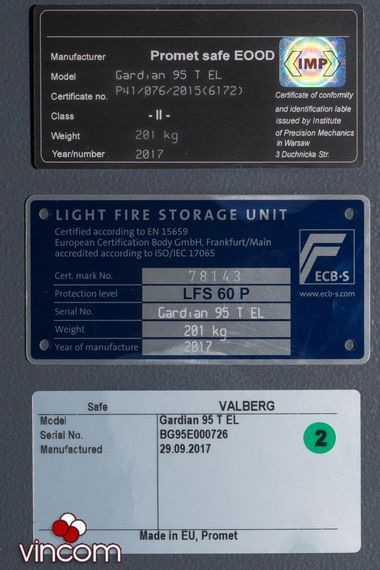 Manufacturer Promet safe EOOD
Model Gardian 95 T EL
Certificate no. P41/076/2015(6172)
Class - II -
Weight 201 kg
Year/number 2017
IMP
Certificate of conformity
and identification lable
issued by Institute
of Precision Mechanics
in Warsaw
3 Duchnicka Str.
LIGHT FIRE STORAGE UNIT
Certified according to EN 15659
European Certification Body GmbH, Frankfurt/Main
accredited according to ISO/IEC 17065
Cert. mark No. 78143
Protection level LFS 60 P
Serial No. Gardian 95 T EL
Weight 201 kg
Year of manufacture 2017
ECB·S
www.ecb-s.com
Safe VALBERG
Model Gardian 95 T EL
Serial No. BG95E000726
Manufactured 29.09.2017
2
Made in EU, Promet
vincom